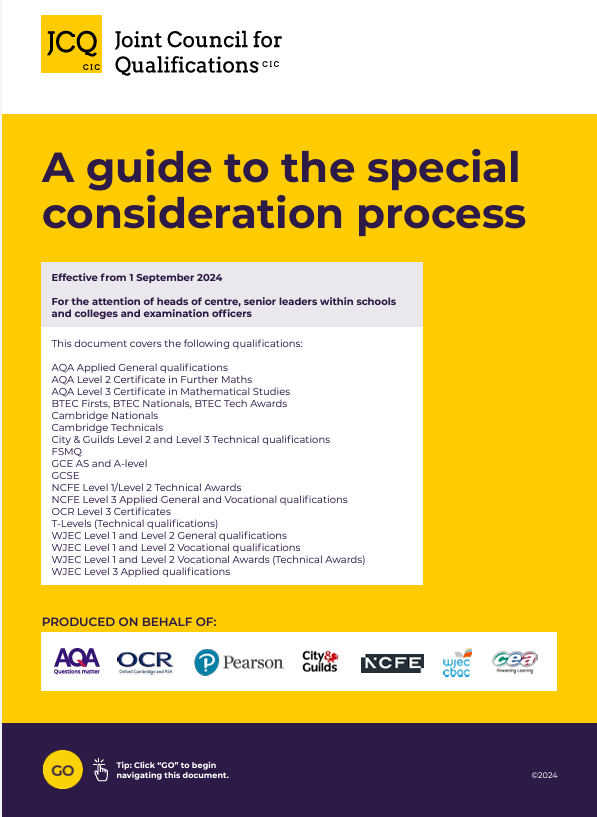 JCQ
CIC
Joint Council for
Qualifications CIC
A guide to the special
consideration process
Effective from 1 September 2024
For the attention of heads of centre, senior leaders within schools
and colleges and examination officers
This document covers the following qualifications:
AQA Applied General qualifications
AQA Level 2 Certificate in Further Maths
AQA Level 3 Certificate in Mathematical Studies
BTEC Firsts, BTEC Nationals, BTEC Tech Awards
Cambridge Nationals
Cambridge Technicals
City & Guilds Level 2 and Level 3 Technical qualifications
FSMQ
GCE AS and A-level
GCSE
NCFE Level 1/Level 2 Technical Awards
NCFE Level 3 Applied General and Vocational qualifications
OCR Level 3 Certificates
T-Levels (Technical qualifications)
WJEC Level 1 and Level 2 General qualifications
WJEC Level 1 and Level 2 Vocational qualifications
WJEC Level 1 and Level 2 Vocational Awards (Technical Awards)
WJEC Level 3 Applied qualifications
PRODUCED ON BEHALF OF:
AQA
Questions matter
OCR
Oxford Cambridge and RSA
P Pearson
City&
Guilds
NCFE
wjec
cbac
cea
Rewarding Learning
GO
Tip: Click “GO” to begin
navigating this document.
©2024